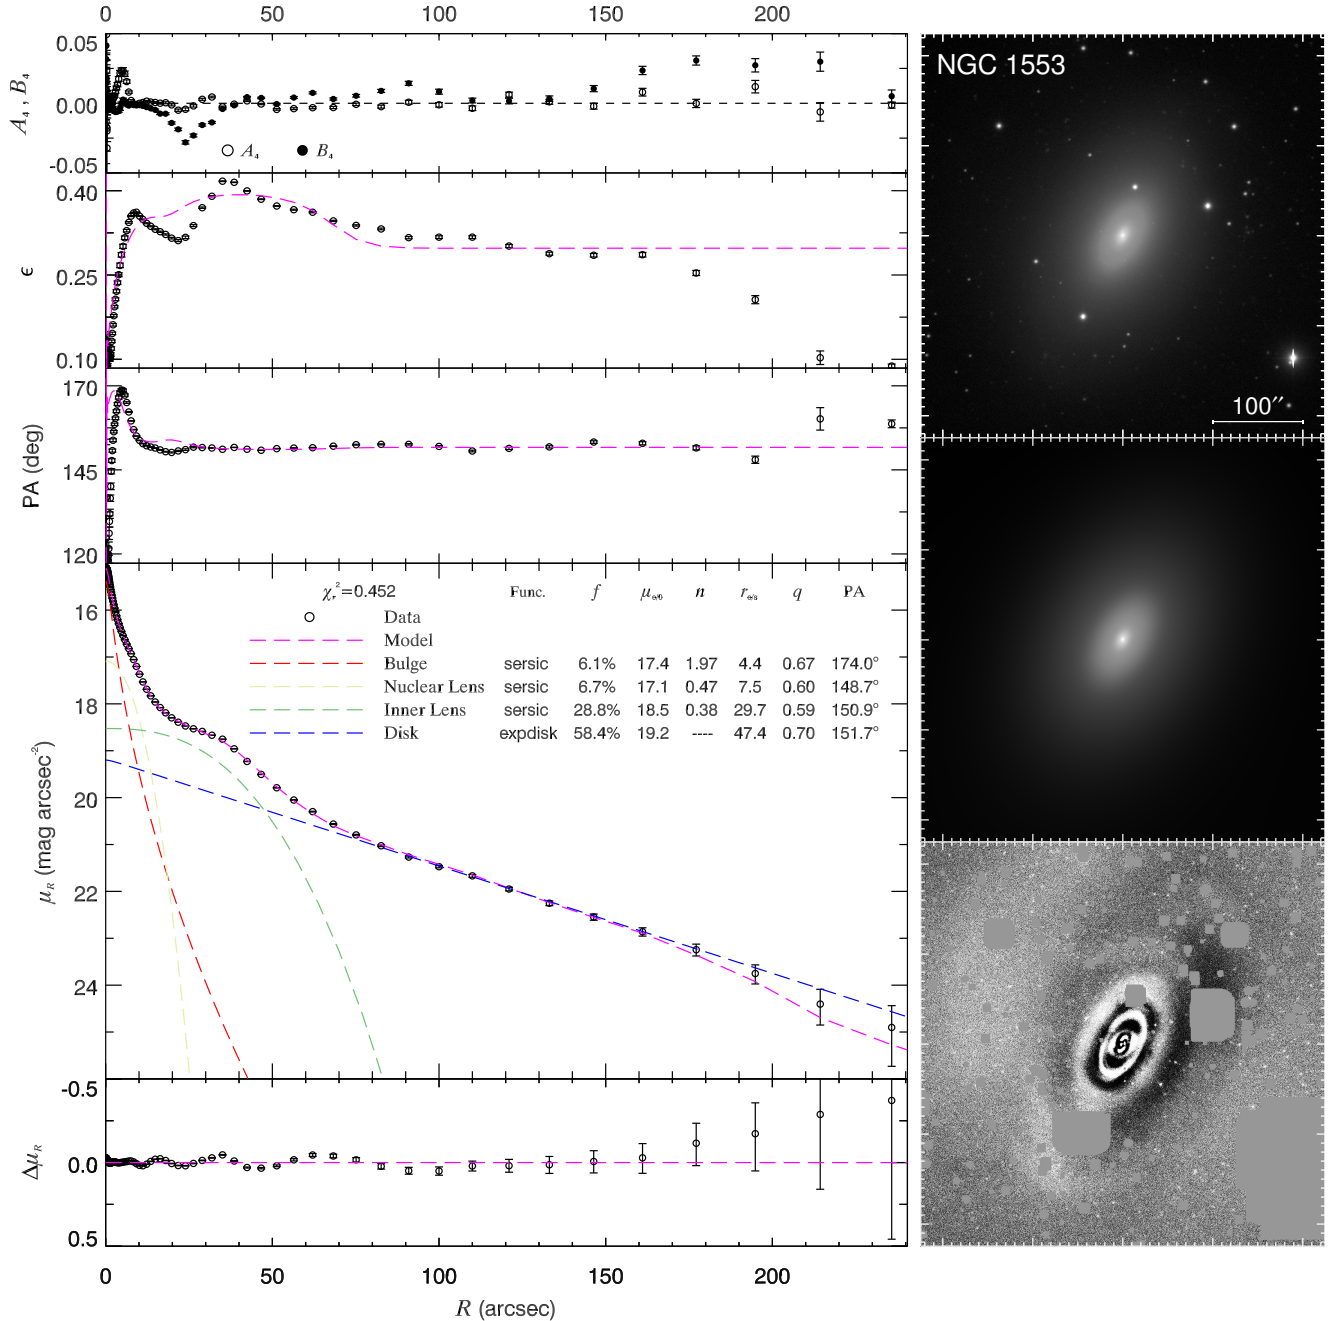 0 50 100 150 200
0.05
0.00
-0.05
A₄ , B₄
A₄ B₄
0.40
0.25
0.10
ϵ
170
145
120
PA (deg)
χᵣ²=0.452 Func. f μₑ/₀ n rₑ/ₛ q PA
Data
Model
Bulge sersic 6.1% 17.4 1.97 4.4 0.67 174.0°
Nuclear Lens sersic 6.7% 17.1 0.47 7.5 0.60 148.7°
Inner Lens sersic 28.8% 18.5 0.38 29.7 0.59 150.9°
Disk expdisk 58.4% 19.2 ---- 47.4 0.70 151.7°
16
18
20
22
24
μ_R (mag arcsec⁻²)
-0.5
0.0
0.5
Δμ_R
0 50 100 150 200
R (arcsec)
NGC 1553
100″